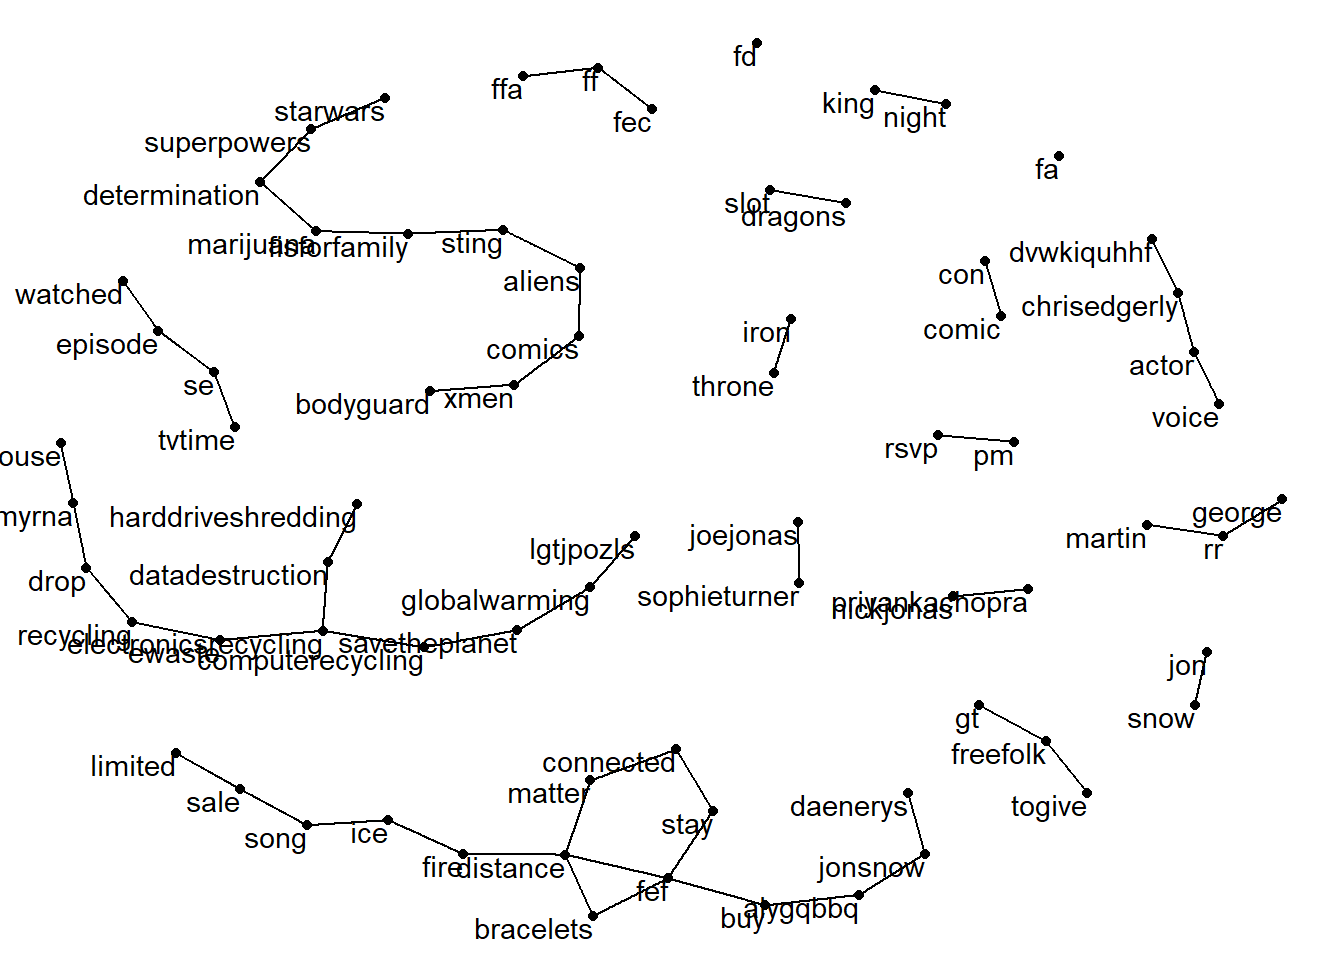 fd
ffa
ff
fec
king
night
starwars
superpowers
determination
marijuana
fisforfamily
sting
aliens
comics
xmen
bodyguard
fa
slot
dragons
dvwkiquhhf
chrisedgerly
actor
voice
con
comic
watched
episode
se
tvtime
iron
throne
rsvp
pm
ouse
myrna
drop
recycling
ewaste
electronicsrecycling
computerecycling
savetheplanet
globalwarming
lgtjpozls
harddriveshredding
datadestruction
joejonas
sophieturner
martin
rr
george
priyankachopra
nickjonas
jon
snow
gt
freefolk
togive
limited
sale
song
ice
fire
distance
matter
connected
stay
fef
bracelets
buy
alygqbbq
jonsnow
daenerys